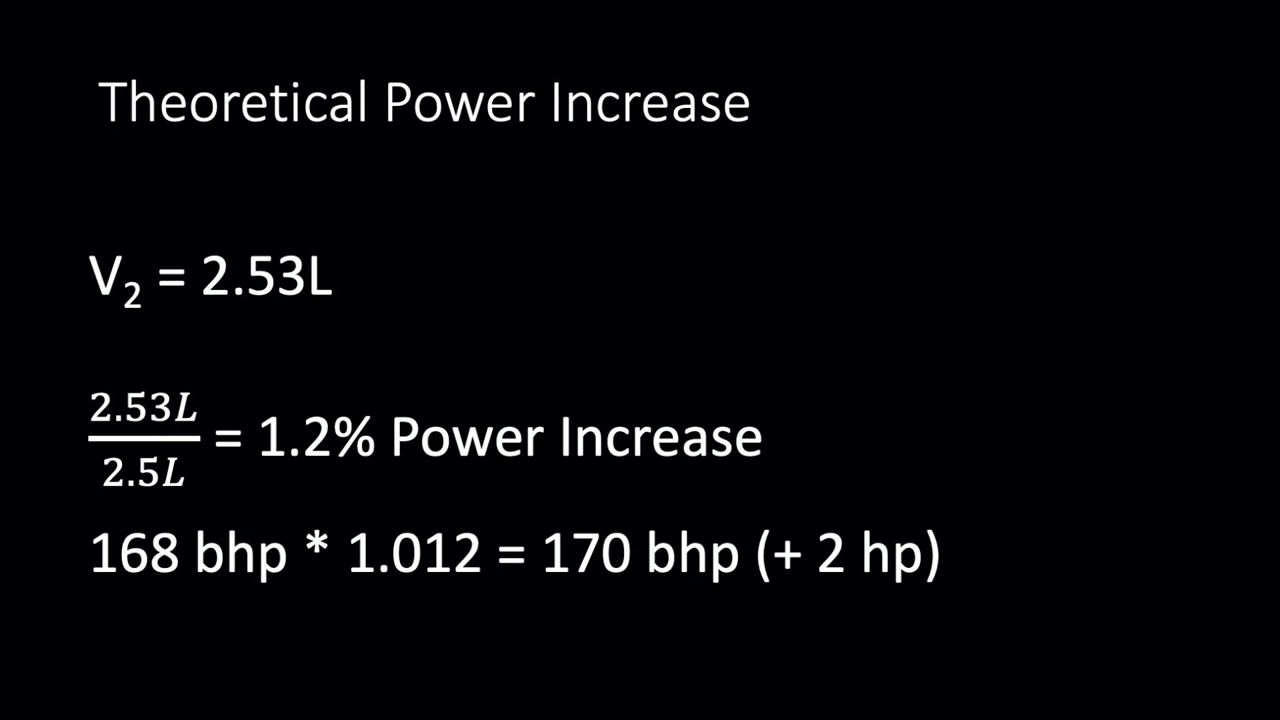 Theoretical Power Increase
V₂ = 2.53L
2.53L
2.5L
= 1.2% Power Increase
168 bhp * 1.012 = 170 bhp (+ 2 hp)